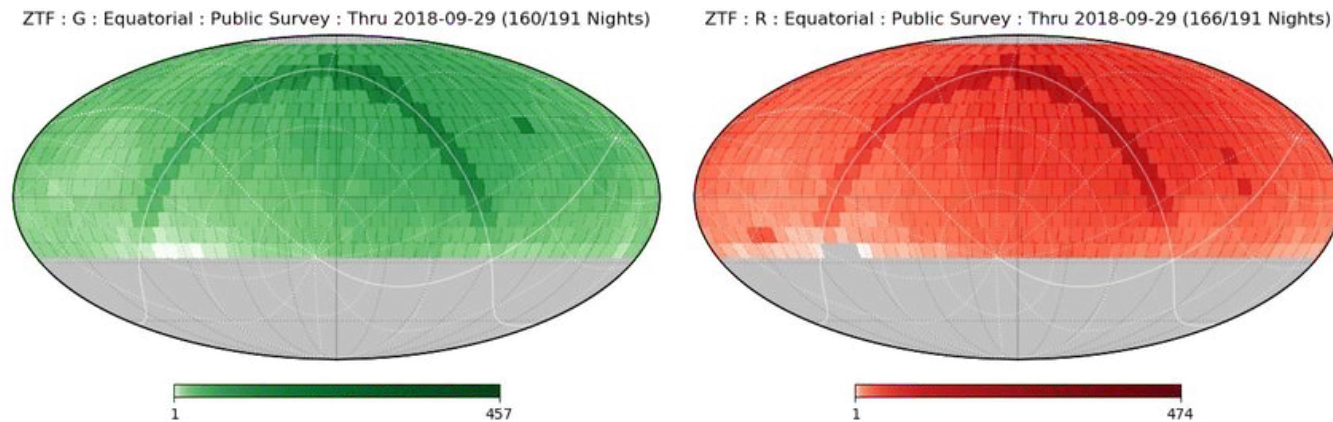 ZTF : G : Equatorial : Public Survey : Thru 2018-09-29 (160/191 Nights)
ZTF : R : Equatorial : Public Survey : Thru 2018-09-29 (166/191 Nights)
1 457
1 474